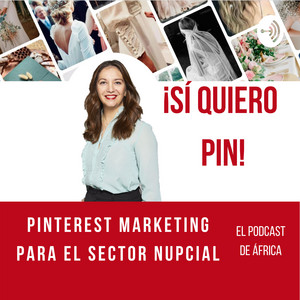 ¡SÍ QUIERO
PIN!
PINTEREST MARKETING
PARA EL SECTOR NUPCIAL
EL PODCAST
DE ÁFRICA